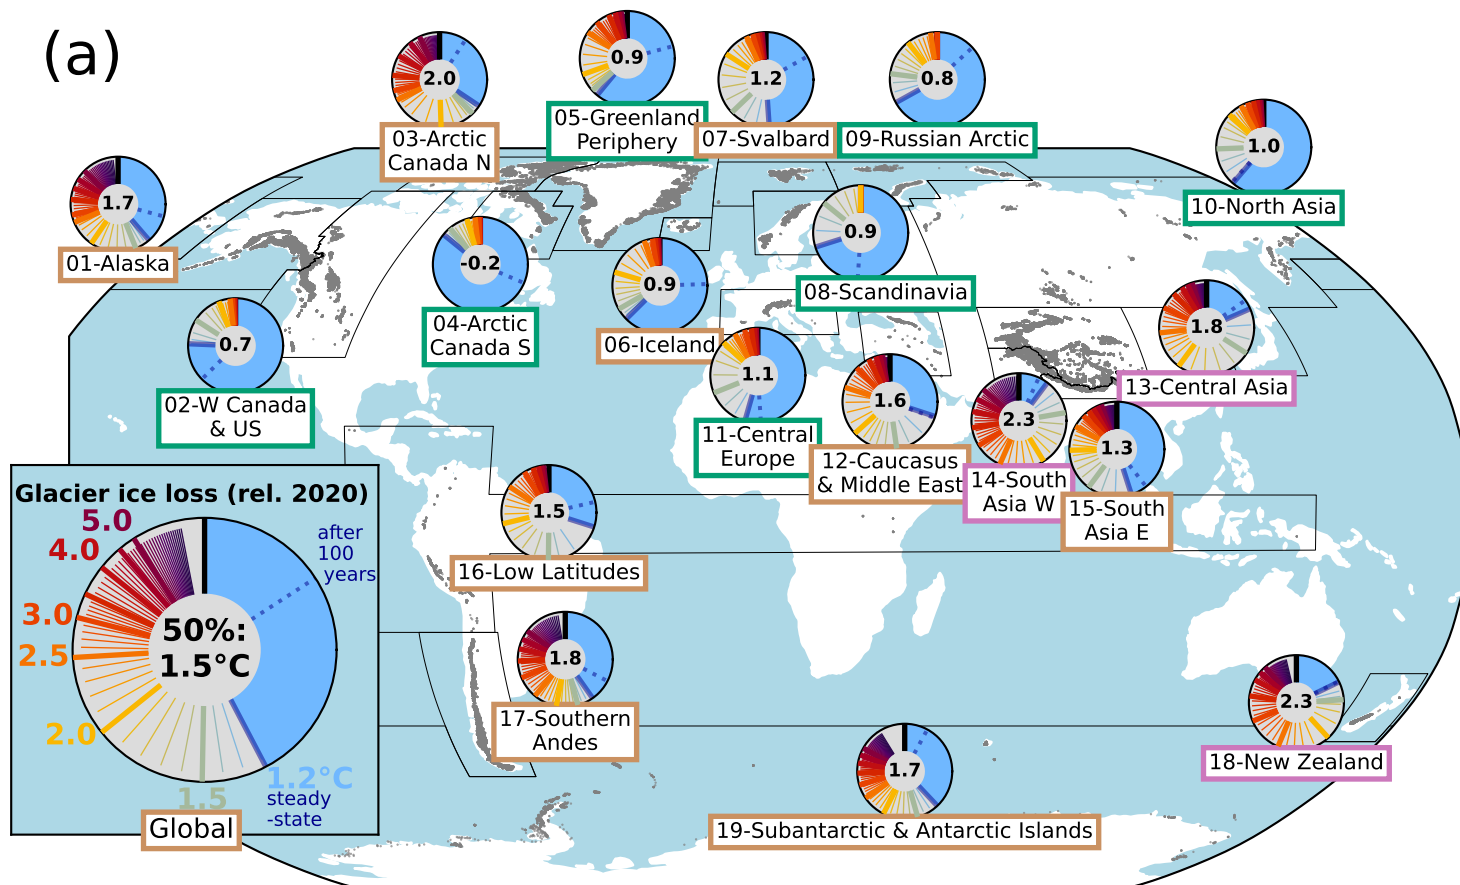 (a)
2.0
03-Arctic
Canada N
0.9
05-Greenland
Periphery
1.2
07-Svalbard
0.8
09-Russian Arctic
1.0
10-North Asia
1.7
01-Alaska
-0.2
04-Arctic
Canada S
0.9
06-Iceland
0.9
08-Scandinavia
0.7
02-W Canada
& US
1.1
11-Central
Europe
1.6
12-Caucasus
& Middle East
2.3
14-South
Asia W
1.3
15-South
Asia E
1.8
13-Central Asia
1.5
16-Low Latitudes
1.8
17-Southern
Andes
1.7
19-Subantarctic & Antarctic Islands
2.3
18-New Zealand
Glacier ice loss (rel. 2020)
5.0
4.0
3.0
2.5
2.0
1.5
1.2°C
after
100
years
50%:
1.5°C
steady
-state
Global